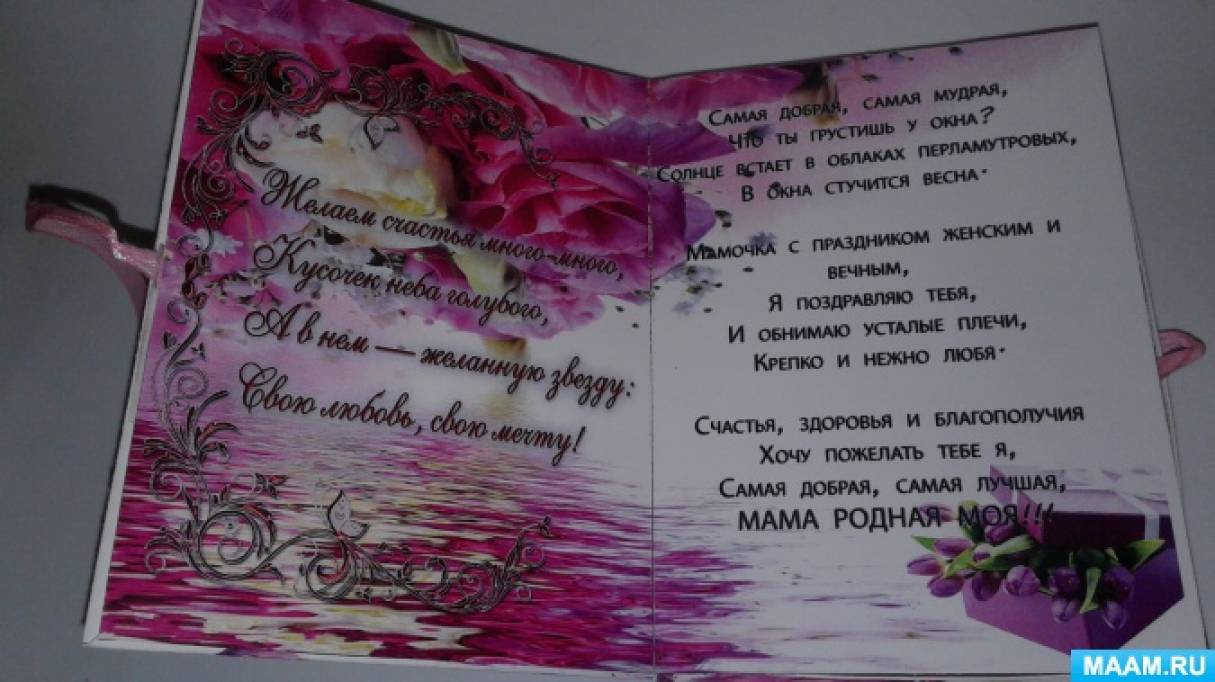 Желаем счастья много-много,
Кусочек неба голубого,
А в нем — желанную звезду:
Свою любовь, свою мечту!
Самая добрая, самая мудрая,
Что ты грустишь у окна?
Солнце встает в облаках перламутровых,
В окна стучится весна.
Мамочка с праздником женским и
вечным,
Я поздравляю тебя,
И обнимаю усталые плечи,
Крепко и нежно любя.
Счастья, здоровья и благополучия
Хочу пожелать тебе я,
Самая добрая, самая лучшая,
МАМА РОДНАЯ МОЯ!!!
MAAM.RU